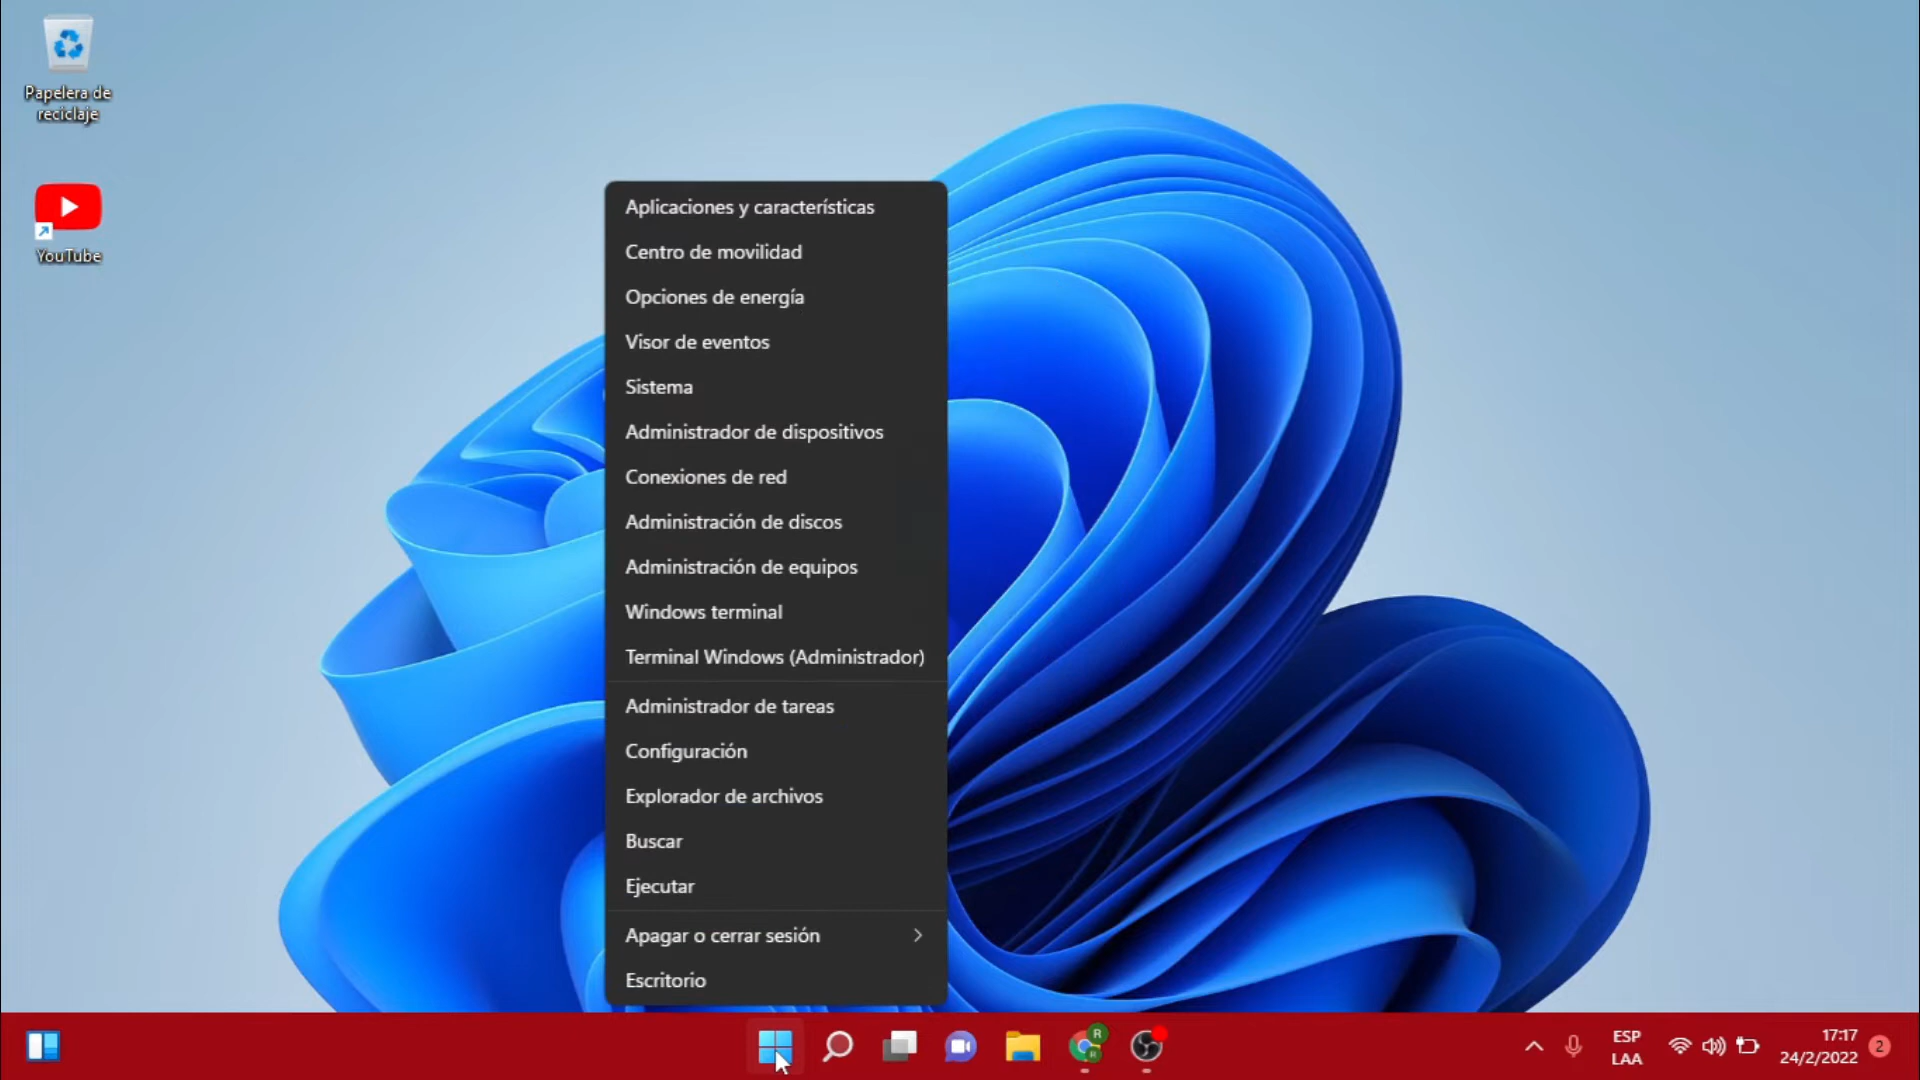 Papelera de
reciclaje
YouTube
Aplicaciones y características
Centro de movilidad
Opciones de energía
Visor de eventos
Sistema
Administrador de dispositivos
Conexiones de red
Administración de discos
Administración de equipos
Windows terminal
Terminal Windows (Administrador)
Administrador de tareas
Configuración
Explorador de archivos
Buscar
Ejecutar
Apagar o cerrar sesión
Escritorio
R
R
ESP
LAA
17:17
24/2/2022
2